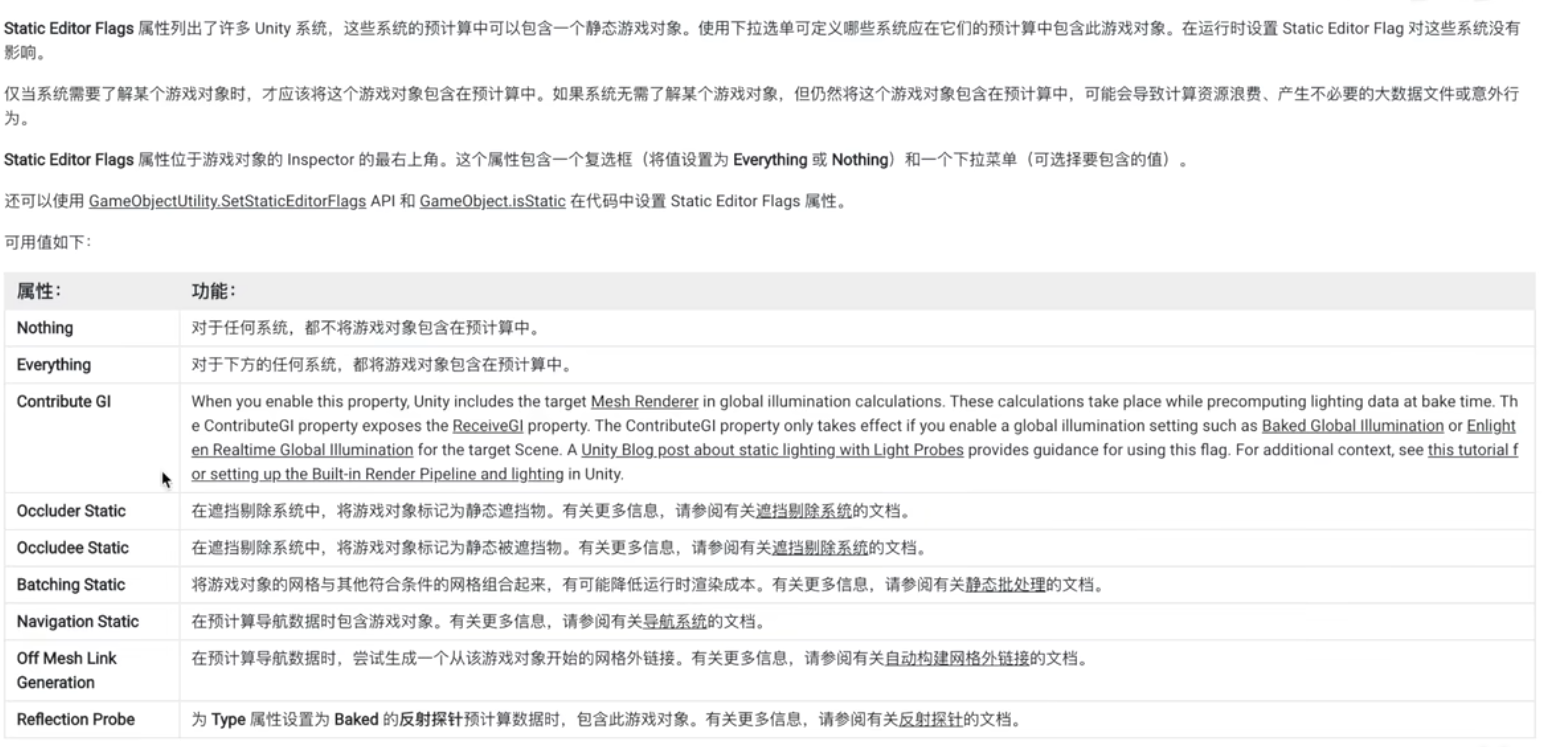 Static Editor Flags 属性列出了许多 Unity 系统，这些系统的预计算中可以包含一个静态游戏对象。使用下拉选单可定义哪些系统应在它们的预计算中包含此游戏对象。在运行时设置 Static Editor Flag 对这些系统没有
影响。
仅当系统需要了解某个游戏对象时，才应该将这个游戏对象包含在预计算中。如果系统无需了解某个游戏对象，但仍然将这个游戏对象包含在预计算中，可能会导致计算资源浪费、产生不必要的大数据文件或意外行
为。
Static Editor Flags 属性位于游戏对象的 Inspector 的最右上角。这个属性包含一个复选框（将值设置为 Everything 或 Nothing）和一个下拉菜单（可选择要包含的值）。
还可以使用 GameObjectUtility.SetStaticEditorFlags API 和 GameObject.isStatic 在代码中设置 Static Editor Flags 属性。
可用值如下：
属性： 功能：
Nothing 对于任何系统，都不将游戏对象包含在预计算中。
Everything 对于下方的任何系统，都将游戏对象包含在预计算中。
Contribute GI When you enable this property, Unity includes the target Mesh Renderer in global illumination calculations. These calculations take place while precomputing lighting data at bake time. Th
e ContributeGI property exposes the ReceiveGI property. The ContributeGI property only takes effect if you enable a global illumination setting such as Baked Global Illumination or Enlight
en Realtime Global Illumination for the target Scene. A Unity Blog post about static lighting with Light Probes provides guidance for using this flag. For additional context, see this tutorial f
or setting up the Built-in Render Pipeline and lighting in Unity.
Occluder Static 在遮挡剔除系统中，将游戏对象标记为静态遮挡物。有关更多信息，请参阅有关遮挡剔除系统的文档。
Occludee Static 在遮挡剔除系统中，将游戏对象标记为静态被遮挡物。有关更多信息，请参阅有关遮挡剔除系统的文档。
Batching Static 将游戏对象的网格与其他符合条件的网格组合起来，有可能降低运行时渲染成本。有关更多信息，请参阅有关静态批处理的文档。
Navigation Static 在预计算导航数据时包含游戏对象。有关更多信息，请参阅有关导航系统的文档。
Off Mesh Link 在预计算导航数据时，尝试生成一个从该游戏对象开始的网格外链接。有关更多信息，请参阅有关自动构建网格外链接的文档。
Generation
Reflection Probe 为 Type 属性设置为 Baked 的反射探针预计算数据时，包含此游戏对象。有关更多信息，请参阅有关反射探针的文档。